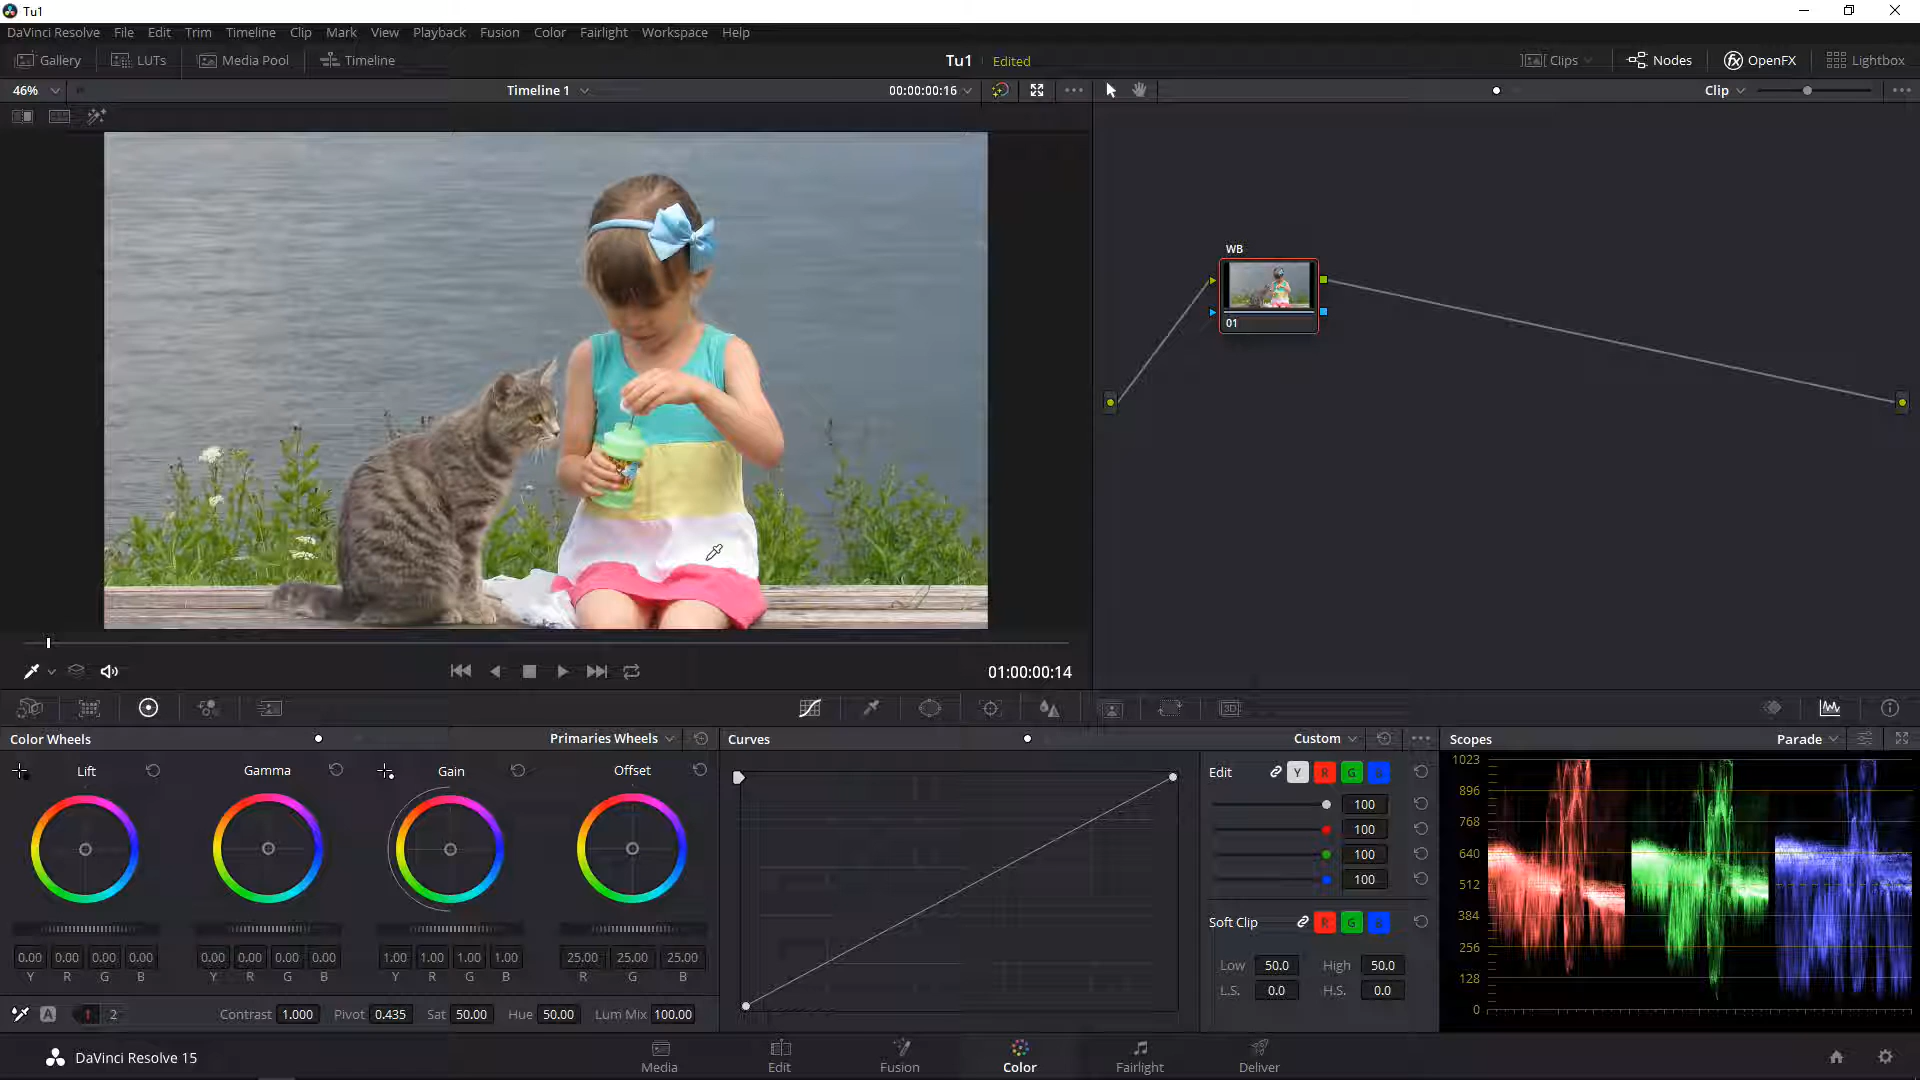 Tu1
DaVinci Resolve File Edit Trim Timeline Clip Mark View Playback Fusion Color Fairlight Workspace Help
Gallery LUTs Media Pool Timeline Tu1 Edited Clips Nodes OpenFX Lightbox
46% Timeline 1 00:00:00:16 Clip
WB
01
01:00:00:14
3D
Color Wheels Primaries Wheels Curves Custom Scopes Parade
Lift Gamma Gain Offset Edit Y R G B
1023
896
768
640
512
384
256
128
0
100
100
100
100
Soft Clip R G B
0.00 0.00 0.00 0.00 0.00 0.00 0.00 0.00 1.00 1.00 1.00 1.00 25.00 25.00 25.00
Y R G B Y R G B Y R G B R G B
Low 50.0 High 50.0
L.S. 0.0 H.S. 0.0
A 1 2 Contrast 1.000 Pivot 0.435 Sat 50.00 Hue 50.00 Lum Mix 100.00
DaVinci Resolve 15 Media Edit Fusion Color Fairlight Deliver